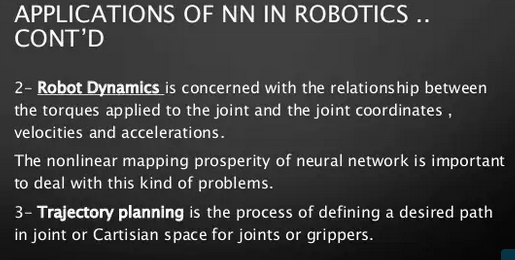 APPLICATIONS OF NN IN ROBOTICS ..
CONT’D
2- Robot Dynamics is concerned with the relationship between
the torques applied to the joint and the joint coordinates ,
velocities and accelerations.
The nonlinear mapping prosperity of neural network is important
to deal with this kind of problems.
3- Trajectory planning is the process of defining a desired path
in joint or Cartisian space for joints or grippers.